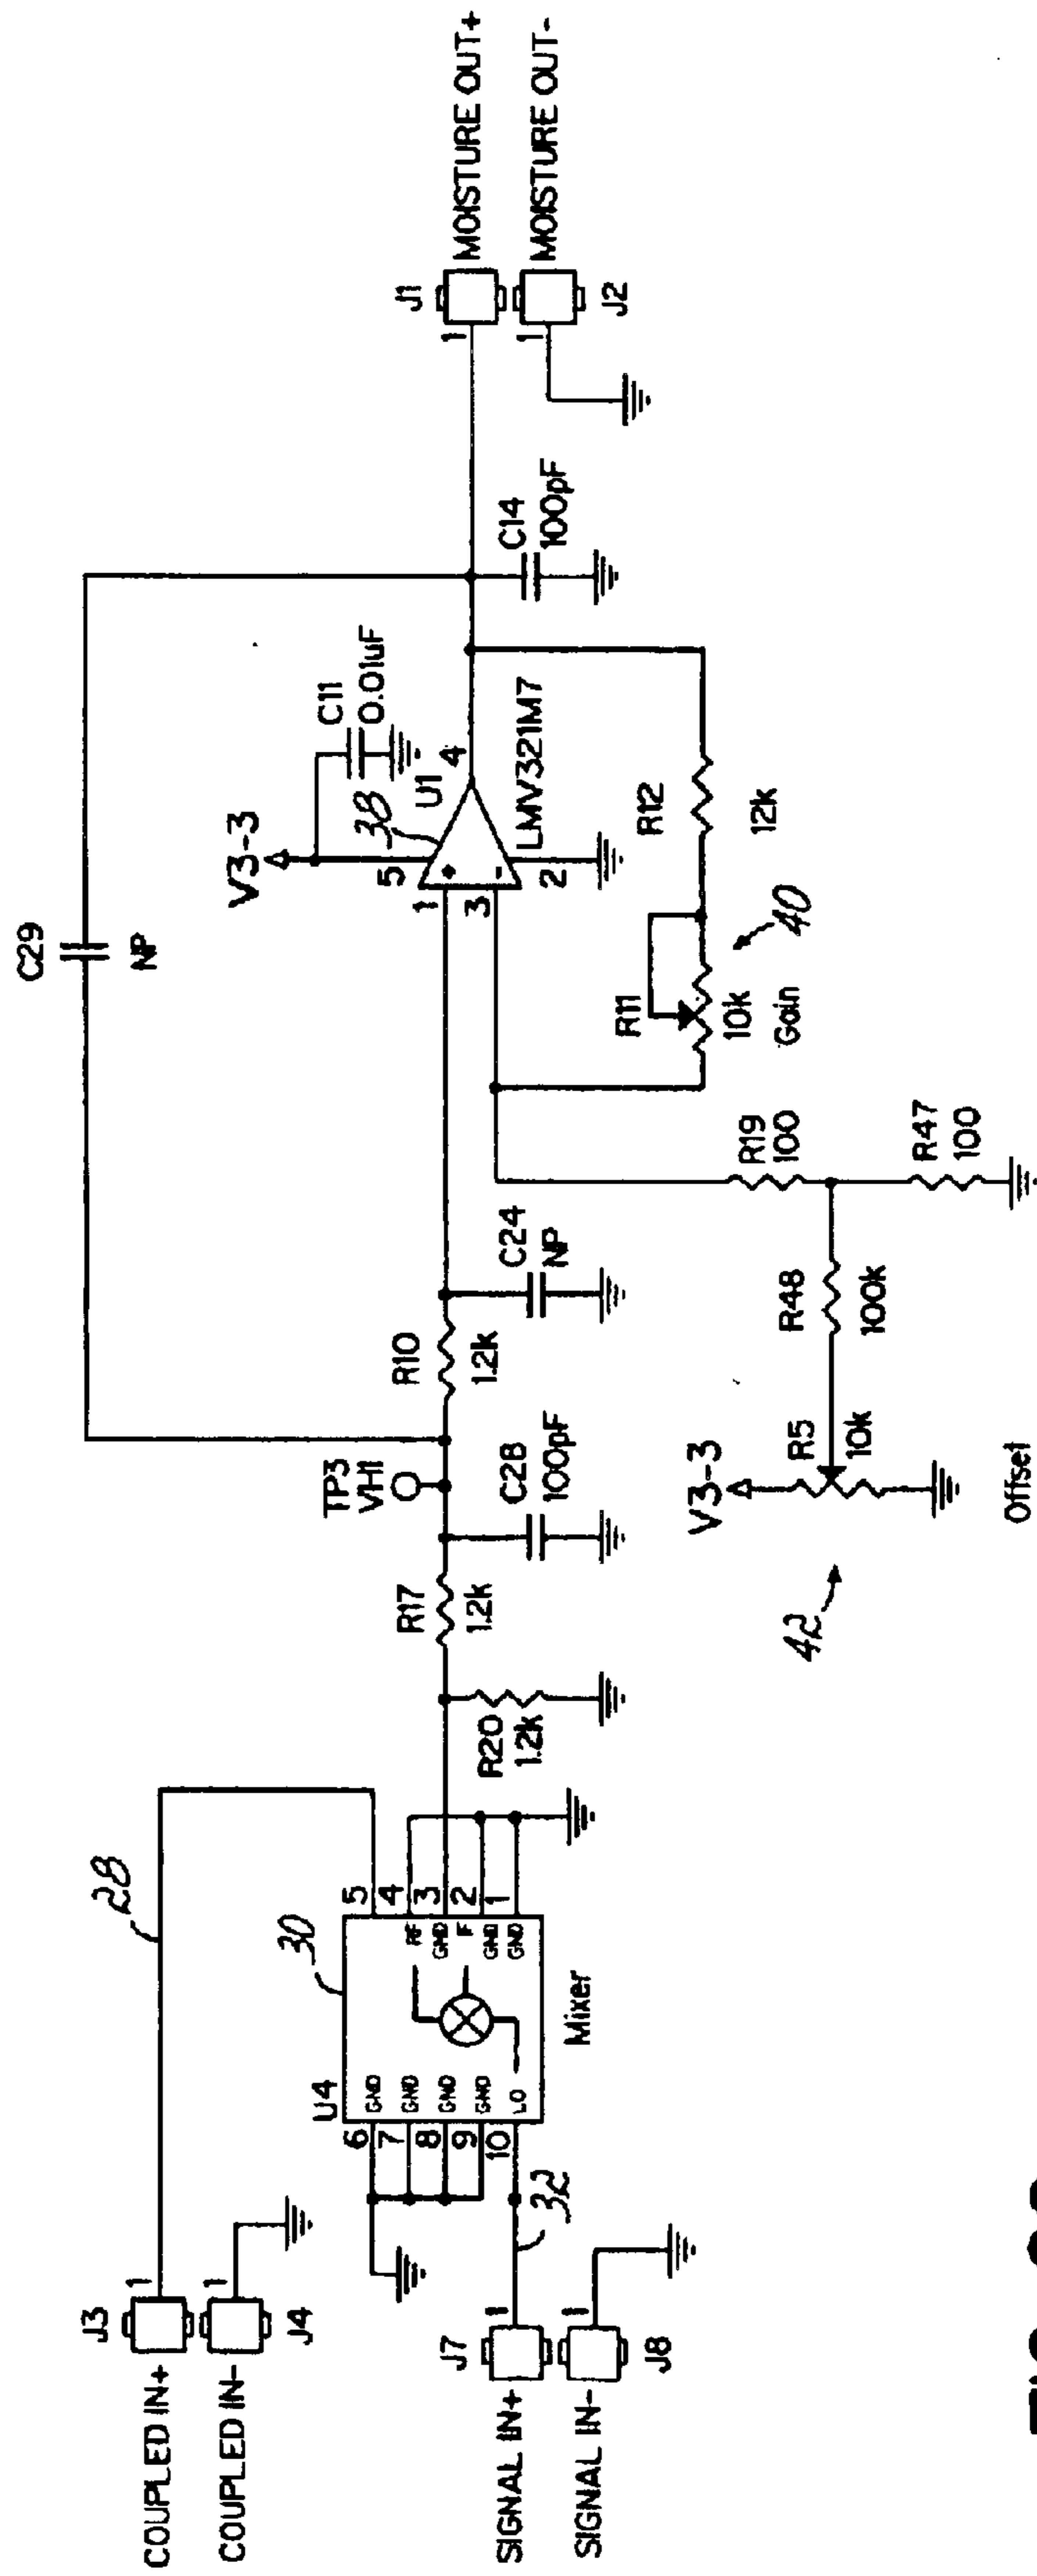 COUPLED IN+
J3
1
COUPLED IN-
1
J4
28
SIGNAL IN+
J7
1
SIGNAL IN-
1
J8
32
U4
30
6 GND
7 GND
8 GND
9 GND
10 LO
5
RF 4
GND 3
IF 2
GND 1
GND
Mixer
R20
1.2k
R17
1.2k
TP3
VH1
C28
100pF
R10
1.2k
C24
NP
C29
NP
V3-3
C11
0.01uF
38
U1
5
1
+
3
-
4
2
LMV321M7
C14
100pF
R11
10k
Gain
40
R12
12k
R19
100
R47
100
R48
100k
V3-3
R5
10k
Offset
42
J1
1
MOISTURE OUT+
1
J2
MOISTURE OUT-